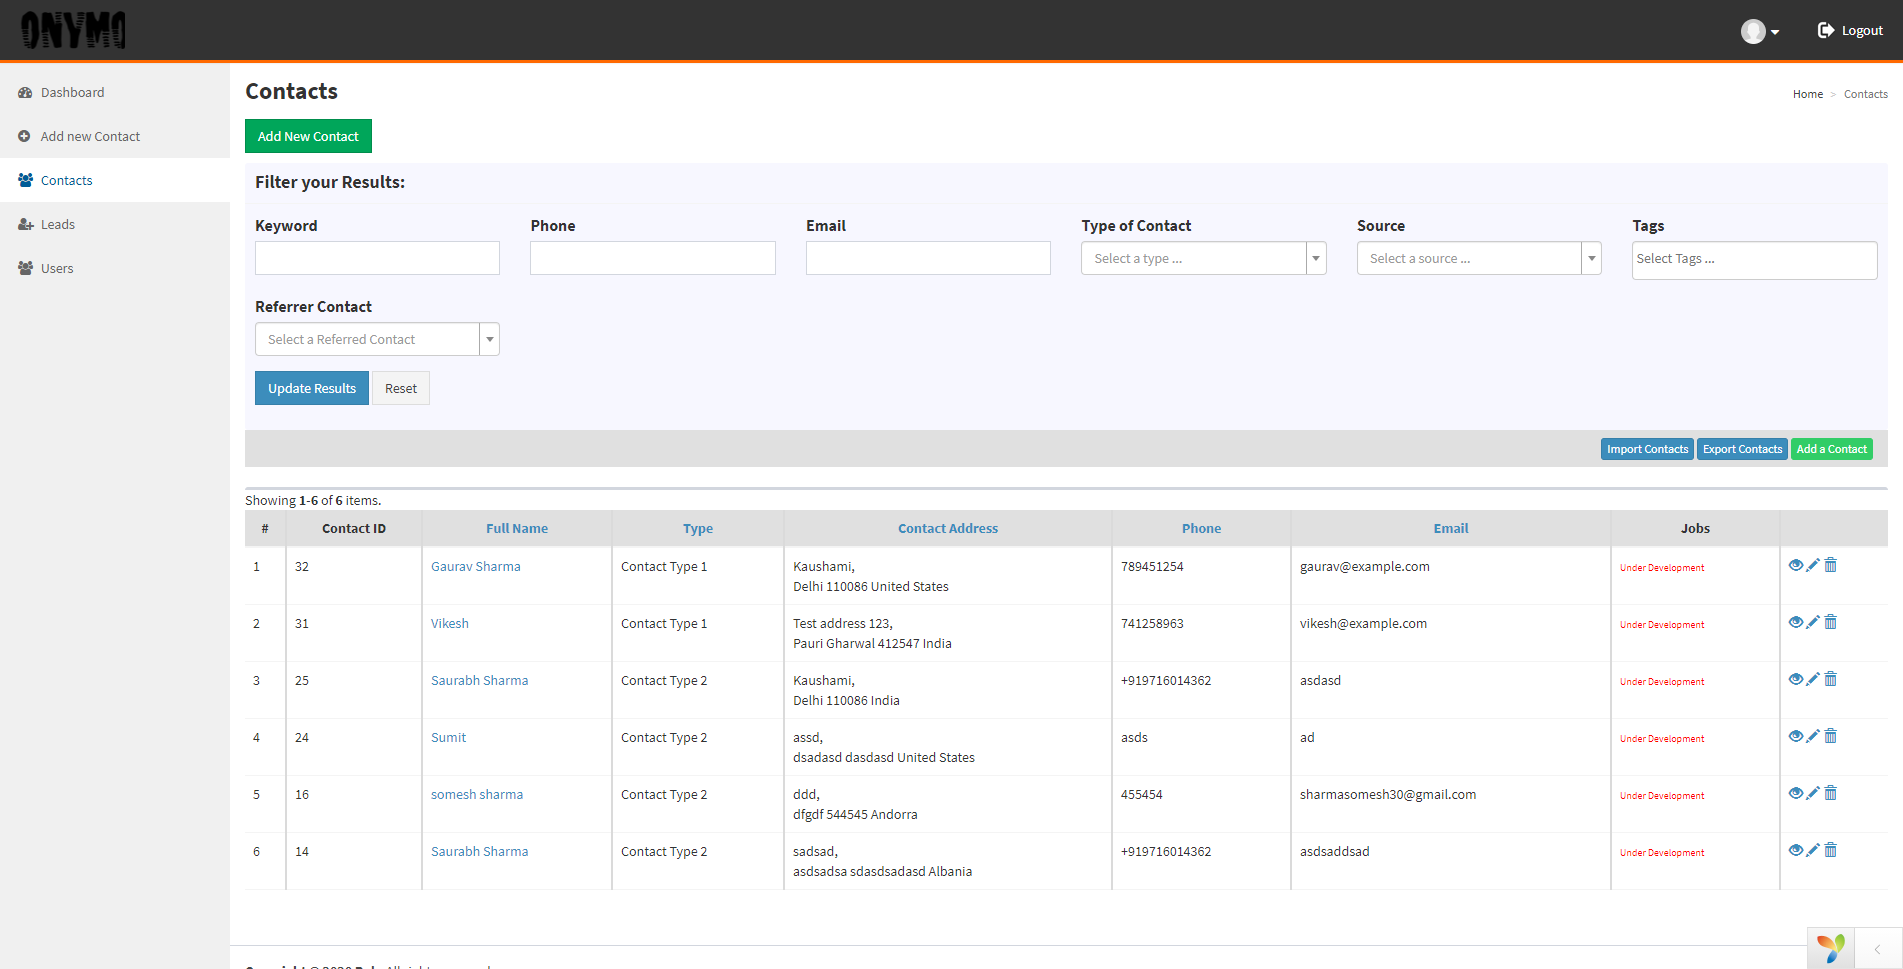 ONYMO
Logout
Dashboard
Add new Contact
Contacts
Leads
Users
Contacts
Home > Contacts
Add New Contact
Filter your Results:
Keyword Phone Email Type of Contact Source Tags
Select a type ... Select a source ... Select Tags ...
Referrer Contact
Select a Referred Contact
Update Results Reset
Import Contacts Export Contacts Add a Contact
Showing 1-6 of 6 items.
# Contact ID Full Name Type Contact Address Phone Email Jobs
1 32 Gaurav Sharma Contact Type 1 Kaushami, 789451254 gaurav@example.com Under Development
Delhi 110086 United States
2 31 Vikesh Contact Type 1 Test address 123, 741258963 vikesh@example.com Under Development
Pauri Gharwal 412547 India
3 25 Saurabh Sharma Contact Type 2 Kaushami, +919716014362 asdasd Under Development
Delhi 110086 India
4 24 Sumit Contact Type 2 assd, asds ad Under Development
dsadasd dasdasd United States
5 16 somesh sharma Contact Type 2 ddd, 455454 sharmasomesh30@gmail.com Under Development
dfgdf 544545 Andorra
6 14 Saurabh Sharma Contact Type 2 sadsad, +919716014362 asdsaddsad Under Development
asdsadsa sdasdsadasd Albania